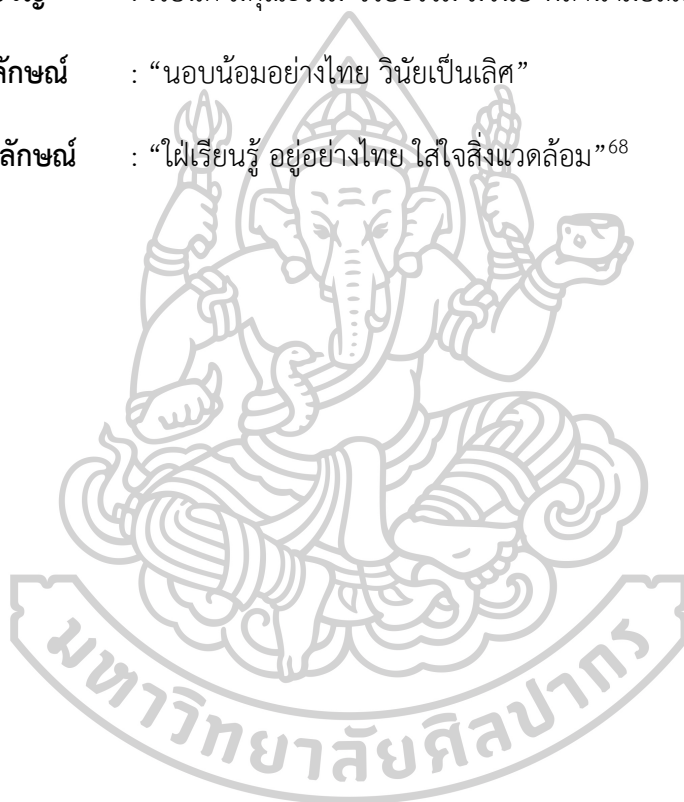 ลักษณ์ : “นอบน้อมอย่างไทย วินัยเป็นเลิศ”
ลักษณ์ : “ใฝ่เรียนรู้ อยู่อย่างไทย ใส่ใจสิ่งแวดล้อม”68
มหาวิทยาลัยศิลปากร